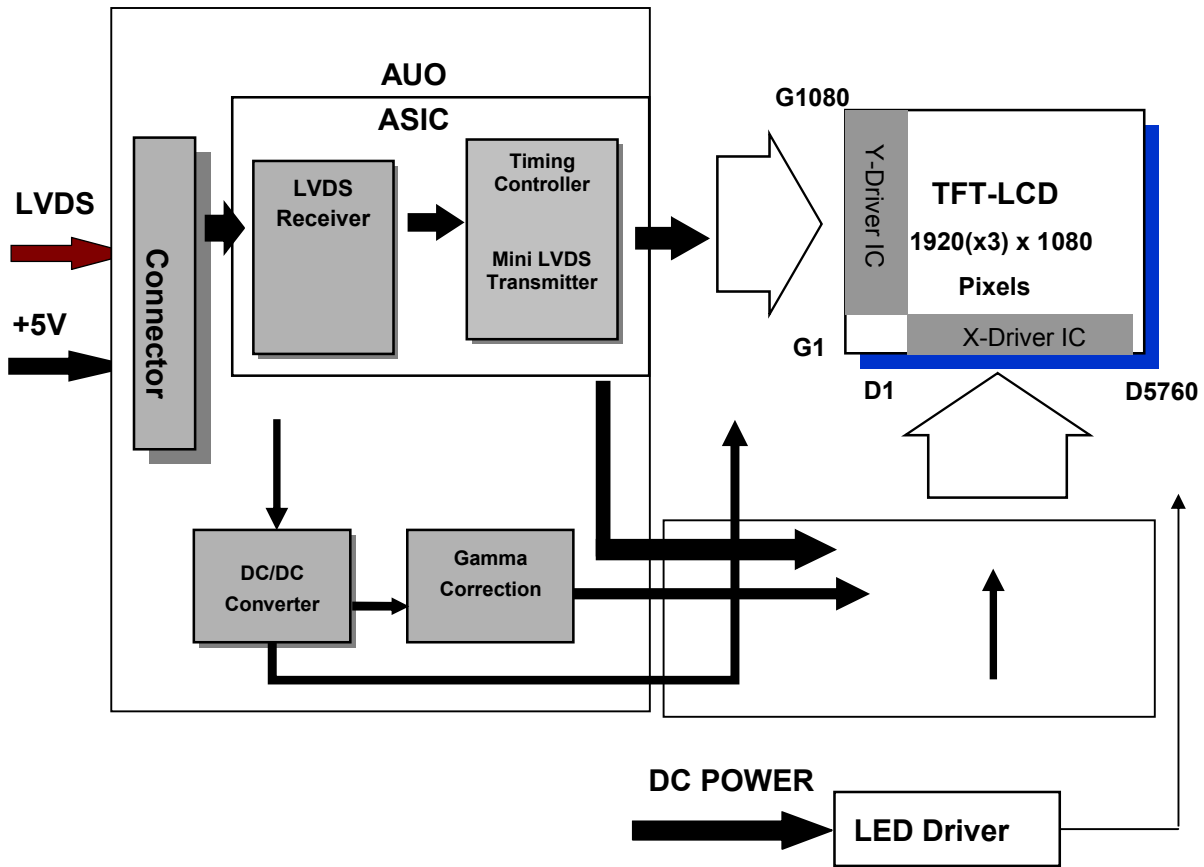 AUO
ASIC
LVDS
+5V
Connector
LVDS
Receiver
Timing
Controller
Mini LVDS
Transmitter
G1080
G1
Y-Driver IC
TFT-LCD
1920(x3) x 1080
Pixels
X-Driver IC
D1
D5760
DC/DC
Converter
Gamma
Correction
DC POWER
LED Driver